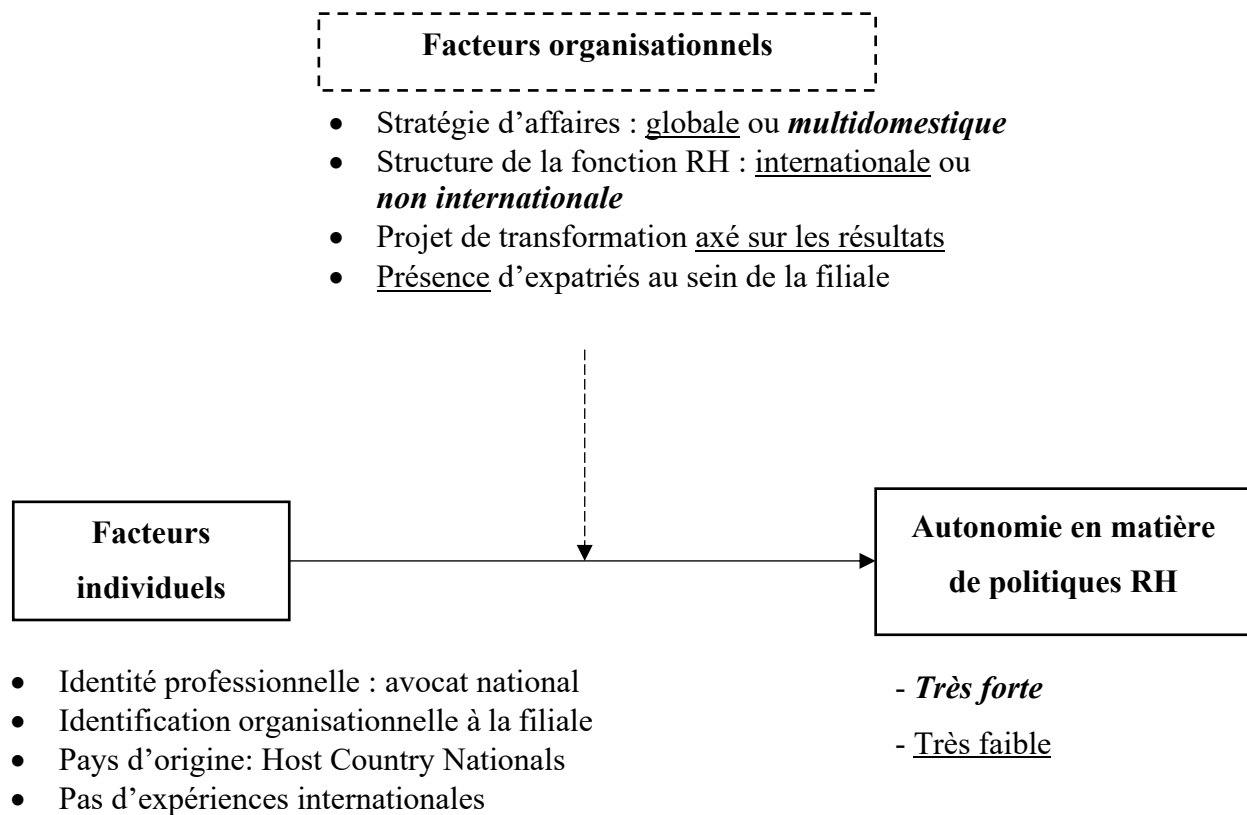 Facteurs organisationnels
• Stratégie d’affaires : globale ou multidomestique
• Structure de la fonction RH : internationale ou
non internationale
• Projet de transformation axé sur les résultats
• Présence d’expatriés au sein de la filiale
Facteurs
individuels
Autonomie en matière
de politiques RH
• Identité professionnelle : avocat national
• Identification organisationnelle à la filiale
• Pays d’origine: Host Country Nationals
• Pas d’expériences internationales
- Très forte
- Très faible